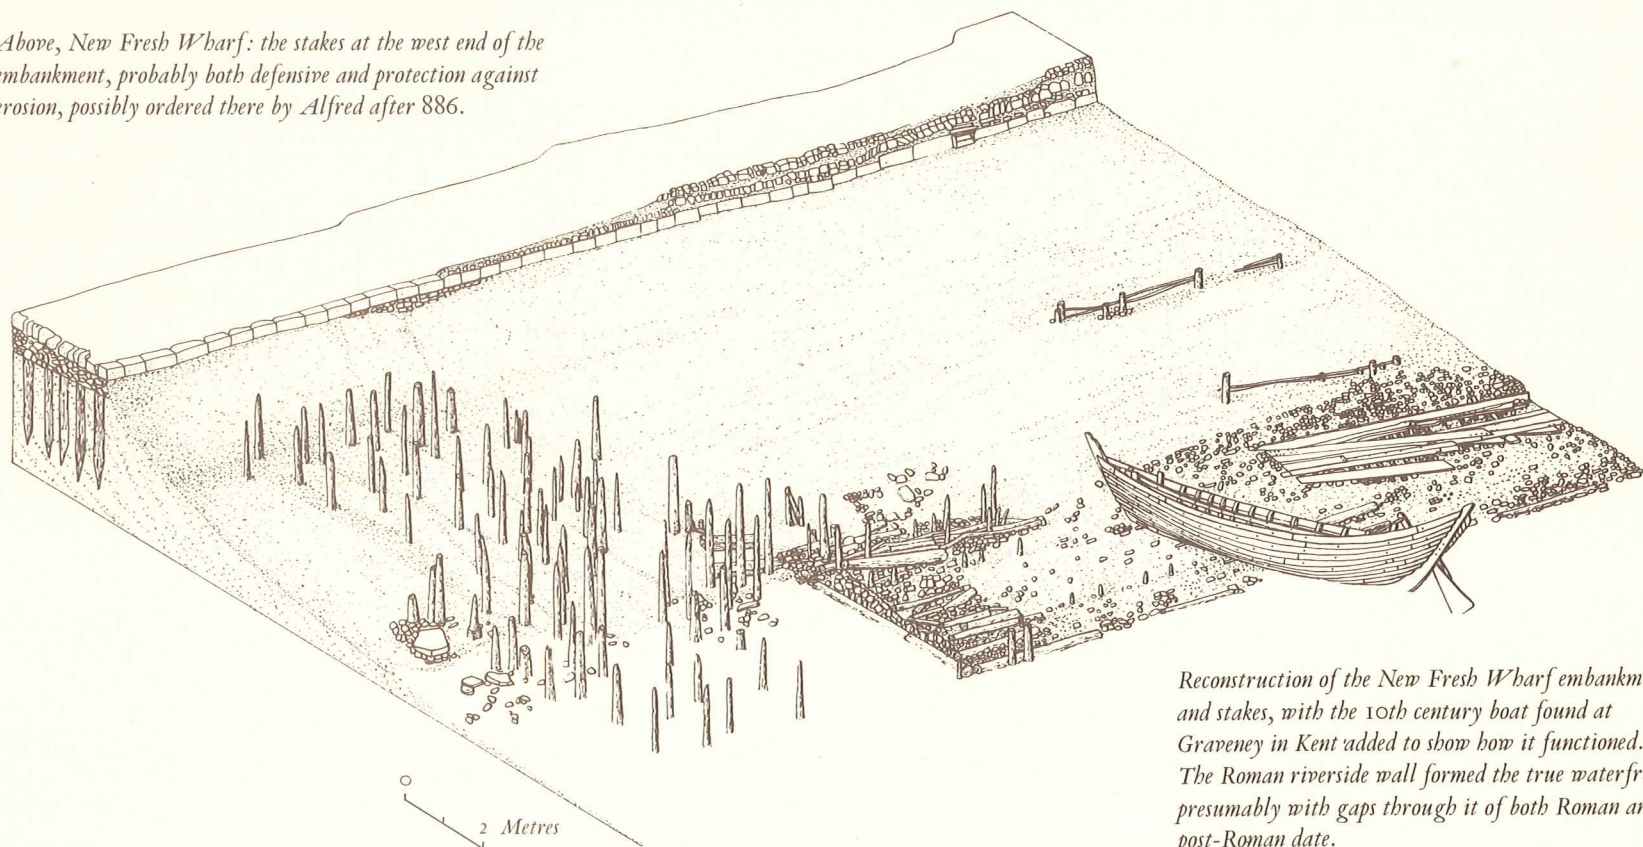 Above, New Fresh Wharf: the stakes at the west end of the
embankment, probably both defensive and protection against
erosion, possibly ordered there by Alfred after 886.
0
2 Metres
Reconstruction of the New Fresh Wharf embankm
and stakes, with the 10th century boat found at
Graveney in Kent added to show how it functioned.
The Roman riverside wall formed the true waterfr
presumably with gaps through it of both Roman an
post-Roman date.